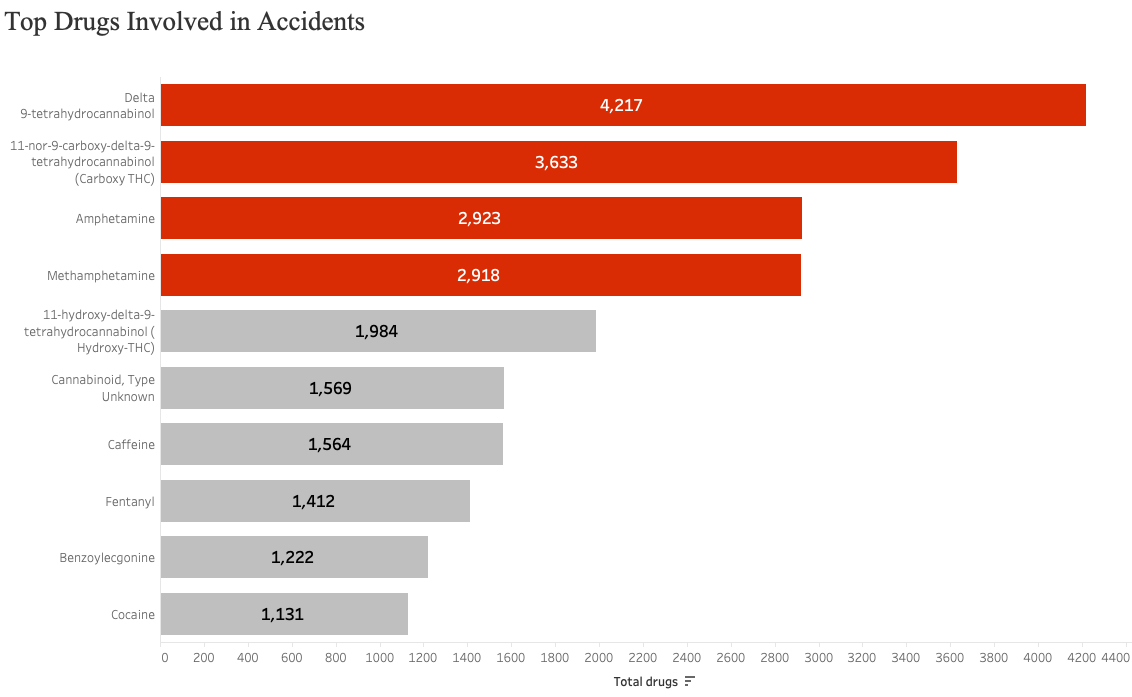 Top Drugs Involved in Accidents
Delta
9-tetrahydrocannabinol
4,217
11-nor-9-carboxy-delta-9-
tetrahydrocannabinol
(Carboxy THC)
3,633
Amphetamine
2,923
Methamphetamine
2,918
11-hydroxy-delta-9-
tetrahydrocannabinol (
Hydroxy-THC)
1,984
Cannabinoid, Type
Unknown
1,569
Caffeine
1,564
Fentanyl
1,412
Benzoylecgonine
1,222
Cocaine
1,131
0 200 400 600 800 1000 1200 1400 1600 1800 2000 2200 2400 2600 2800 3000 3200 3400 3600 3800 4000 4200 4400
Total drugs